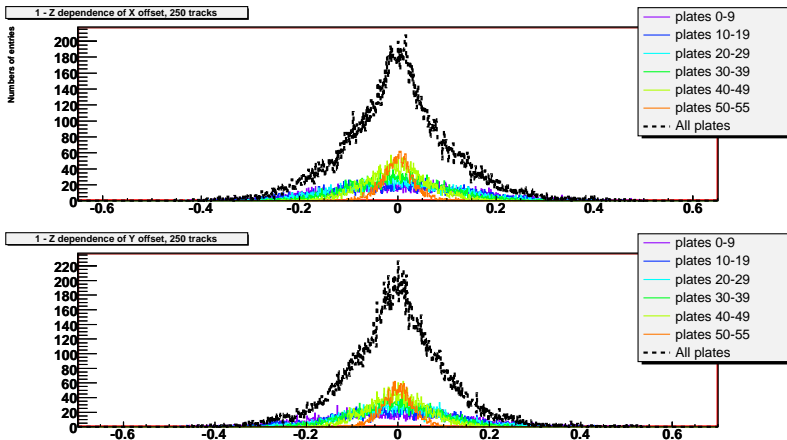 1 - Z dependence of X offset, 250 tracks
Numbers of entries
200
180
160
140
120
100
80
60
40
20
0
-0.6 -0.4 -0.2 0 0.2 0.4 0.6
plates 0-9
plates 10-19
plates 20-29
plates 30-39
plates 40-49
plates 50-55
All plates
1 - Z dependence of Y offset, 250 tracks
220
200
180
160
140
120
100
80
60
40
20
0
-0.6 -0.4 -0.2 0 0.2 0.4 0.6
plates 0-9
plates 10-19
plates 20-29
plates 30-39
plates 40-49
plates 50-55
All plates